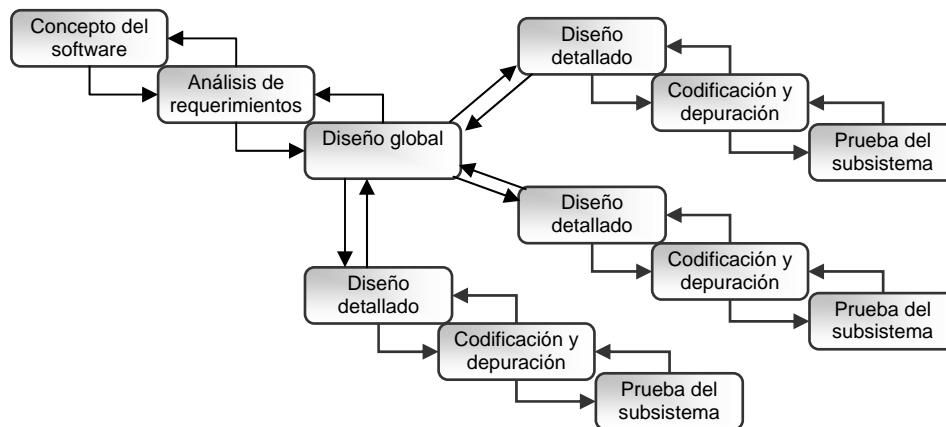 Concepto del
software
Análisis de
requerimientos
Diseño global
Diseño
detallado
Codificación y
depuración
Prueba del
subsistema
Diseño
detallado
Codificación y
depuración
Prueba del
subsistema
Diseño
detallado
Codificación y
depuración
Prueba del
subsistema